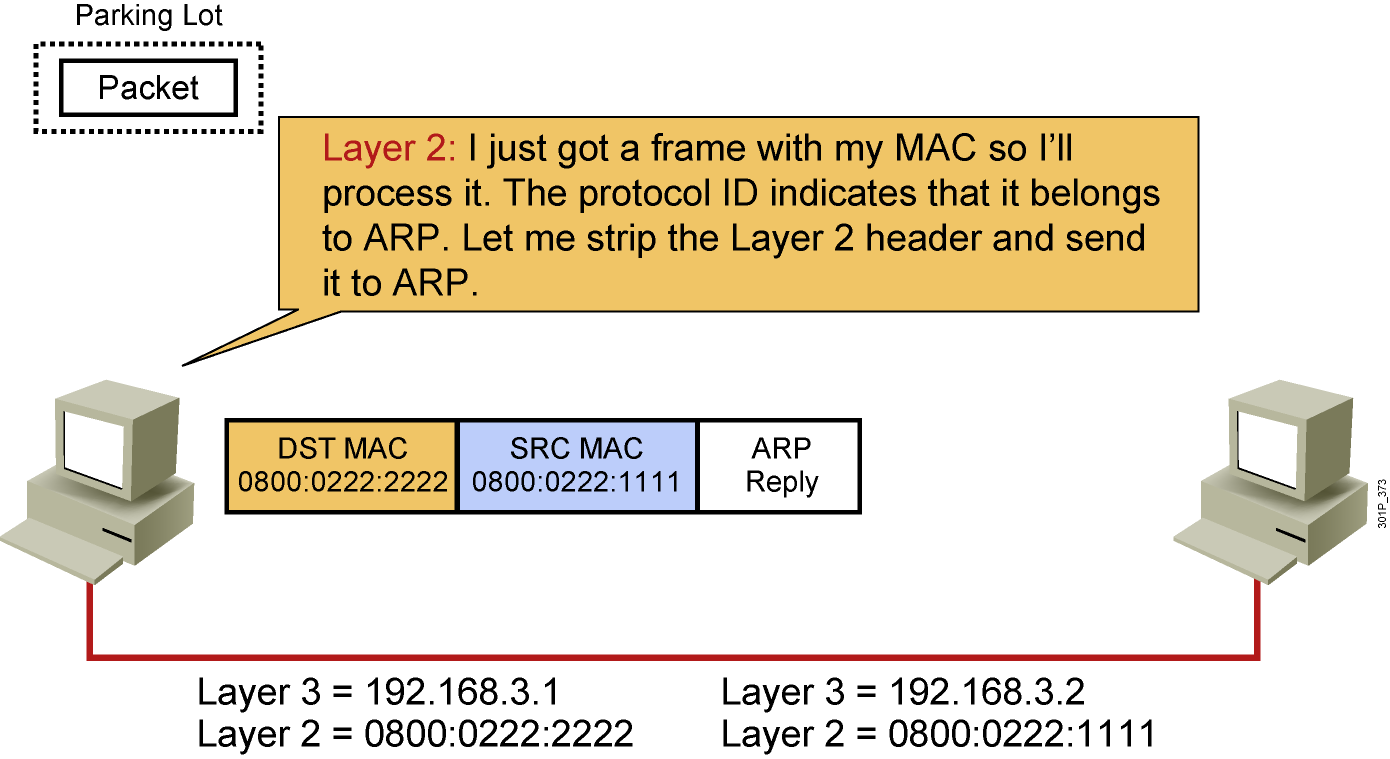 Parking Lot
Packet
Layer 2: I just got a frame with my MAC so I’ll
process it. The protocol ID indicates that it belongs
to ARP. Let me strip the Layer 2 header and send
it to ARP.
DST MAC
0800:0222:2222
SRC MAC
0800:0222:1111
ARP
Reply
301P_373
Layer 3 = 192.168.3.1
Layer 2 = 0800:0222:2222
Layer 3 = 192.168.3.2
Layer 2 = 0800:0222:1111